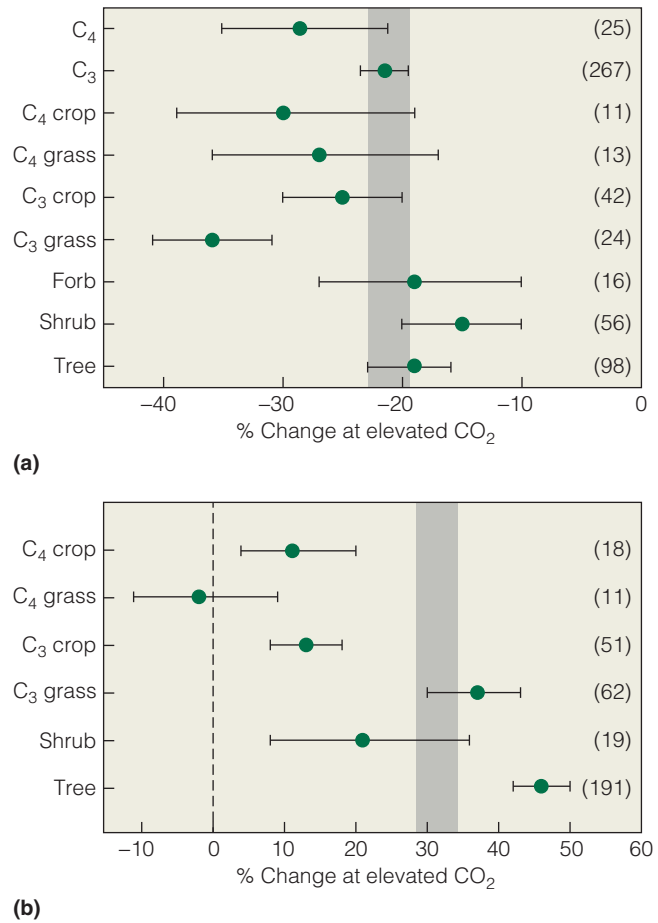 C₄ (25)
C₃ (267)
C₄ crop (11)
C₄ grass (13)
C₃ crop (42)
C₃ grass (24)
Forb (16)
Shrub (56)
Tree (98)
–40 –30 –20 –10 0
% Change at elevated CO₂
(a)
C₄ crop (18)
C₄ grass (11)
C₃ crop (51)
C₃ grass (62)
Shrub (19)
Tree (191)
–10 0 10 20 30 40 50 60
% Change at elevated CO₂
(b)